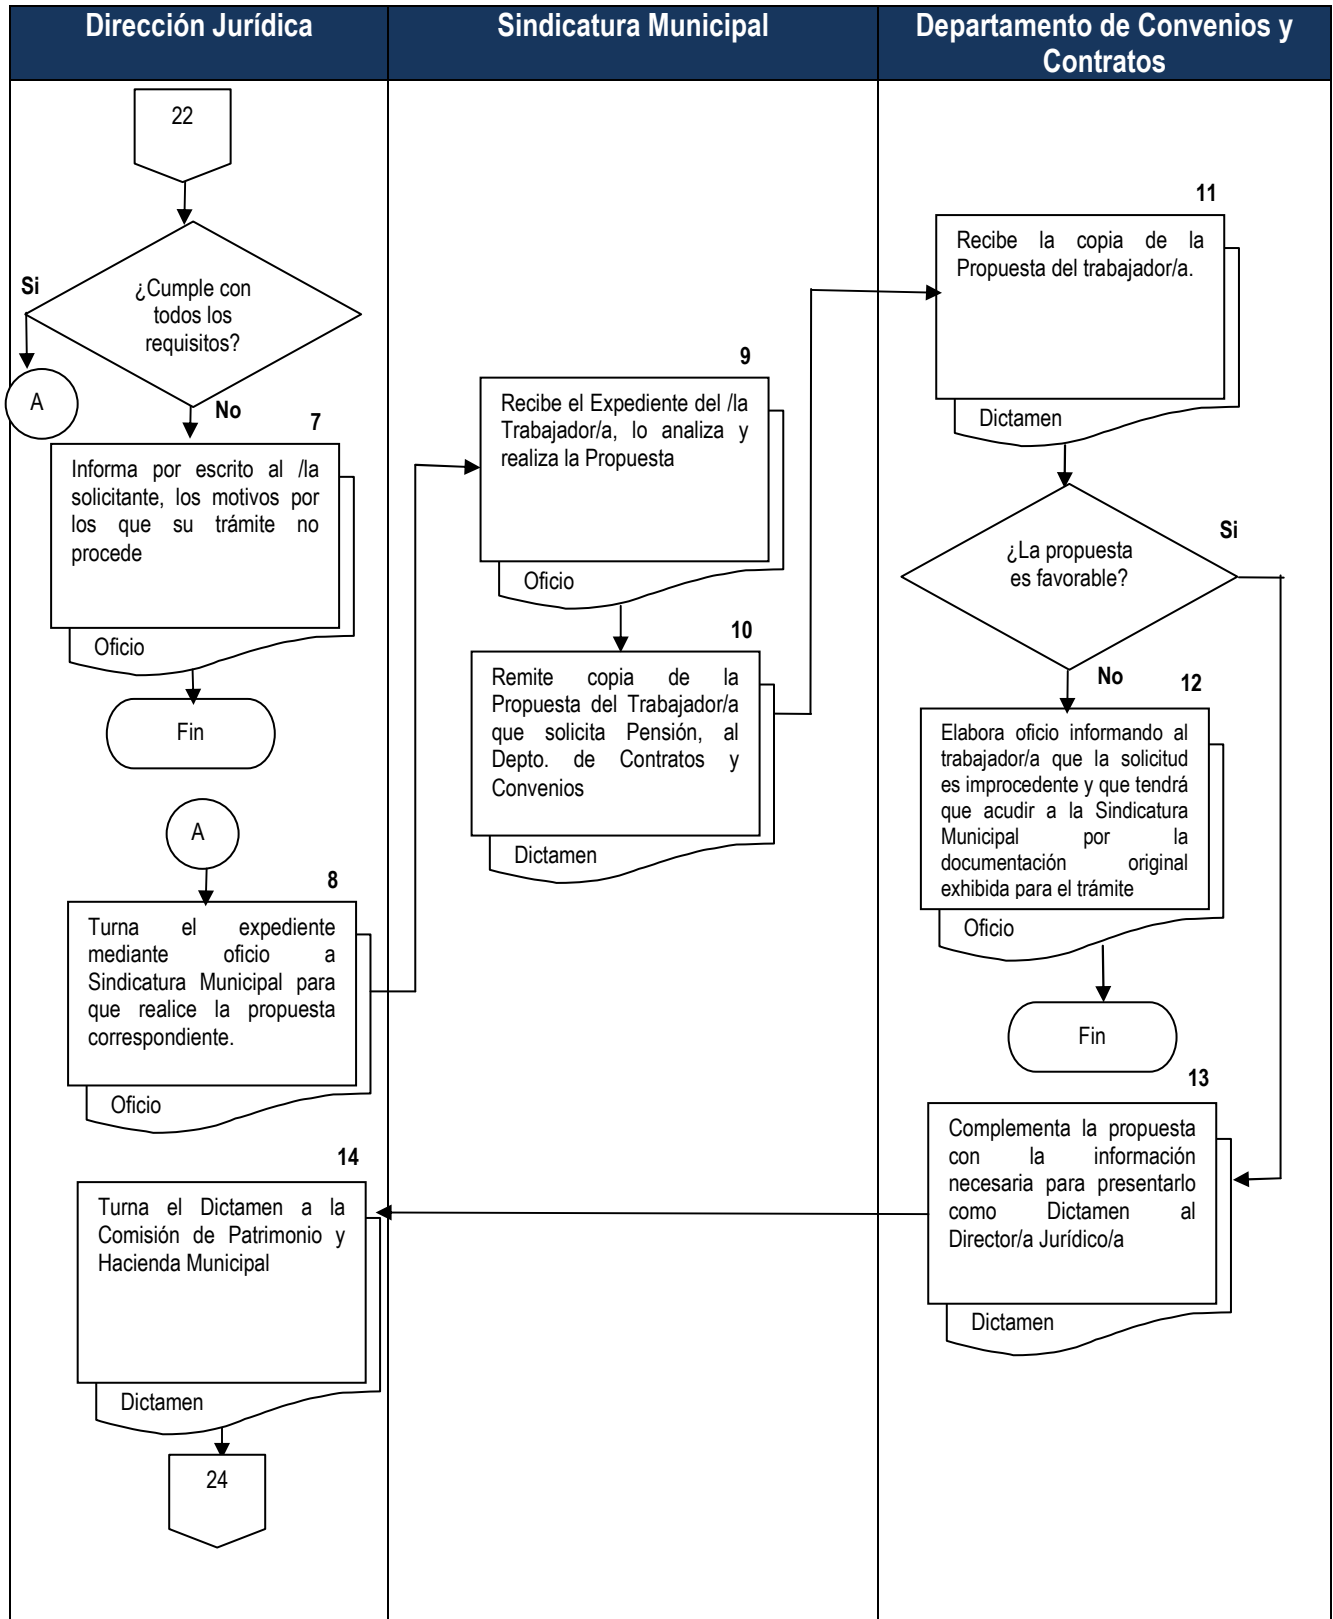 Dirección Jurídica
Sindicatura Municipal
Departamento de Convenios y
Contratos
22
¿Cumple con
todos los
requisitos?
Si
A
No
7
Informa por escrito al /la
solicitante, los motivos por
los que su trámite no
procede
Oficio
Fin
A
8
Turna el expediente
mediante oficio a
Sindicatura Municipal para
que realice la propuesta
correspondiente.
Oficio
9
Recibe el Expediente del /la
Trabajador/a, lo analiza y
realiza la Propuesta
Oficio
10
Remite copia de la
Propuesta del Trabajador/a
que solicita Pensión, al
Depto. de Contratos y
Convenios
Dictamen
11
Recibe la copia de la
Propuesta del trabajador/a.
Dictamen
¿La propuesta
es favorable?
Si
No
12
Elabora oficio informando al
trabajador/a que la solicitud
es improcedente y que tendrá
que acudir a la Sindicatura
Municipal por la
documentación original
exhibida para el trámite
Oficio
Fin
13
Complementa la propuesta
con la información
necesaria para presentarlo
como Dictamen al
Director/a Jurídico/a
Dictamen
14
Turna el Dictamen a la
Comisión de Patrimonio y
Hacienda Municipal
Dictamen
24